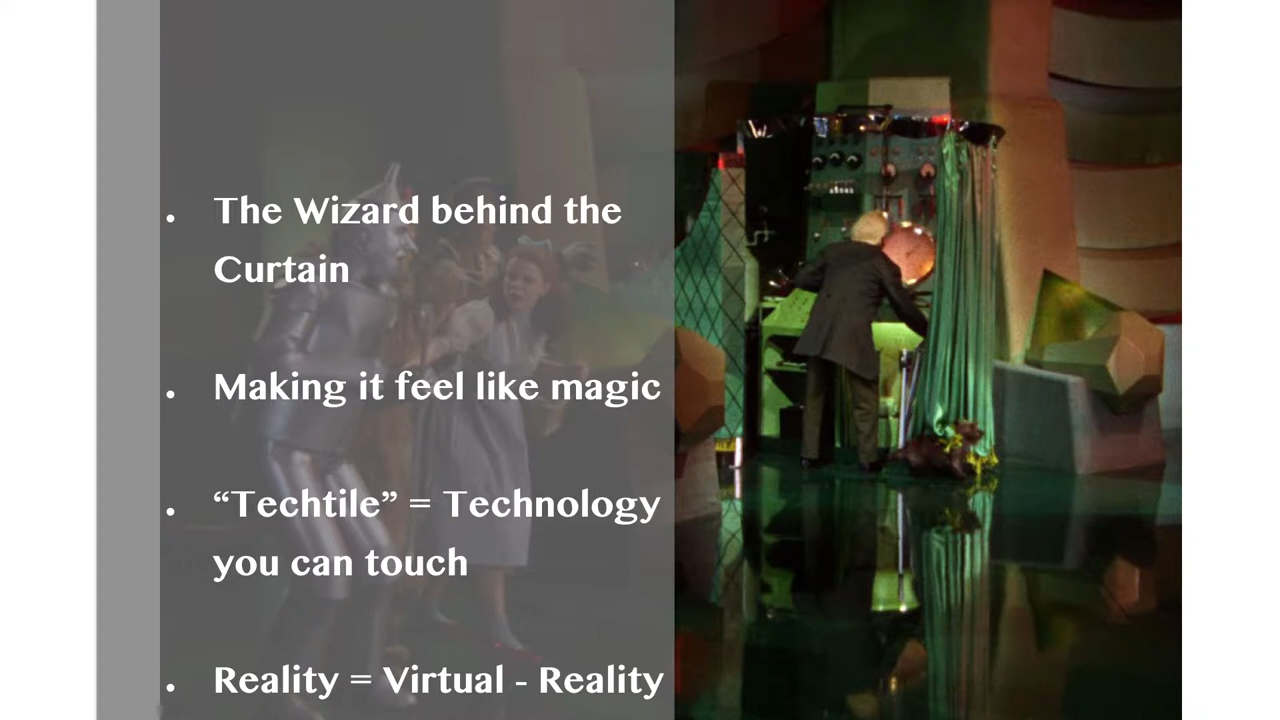 • The Wizard behind the
Curtain
• Making it feel like magic
• “Techtile” = Technology
you can touch
• Reality = Virtual - Reality